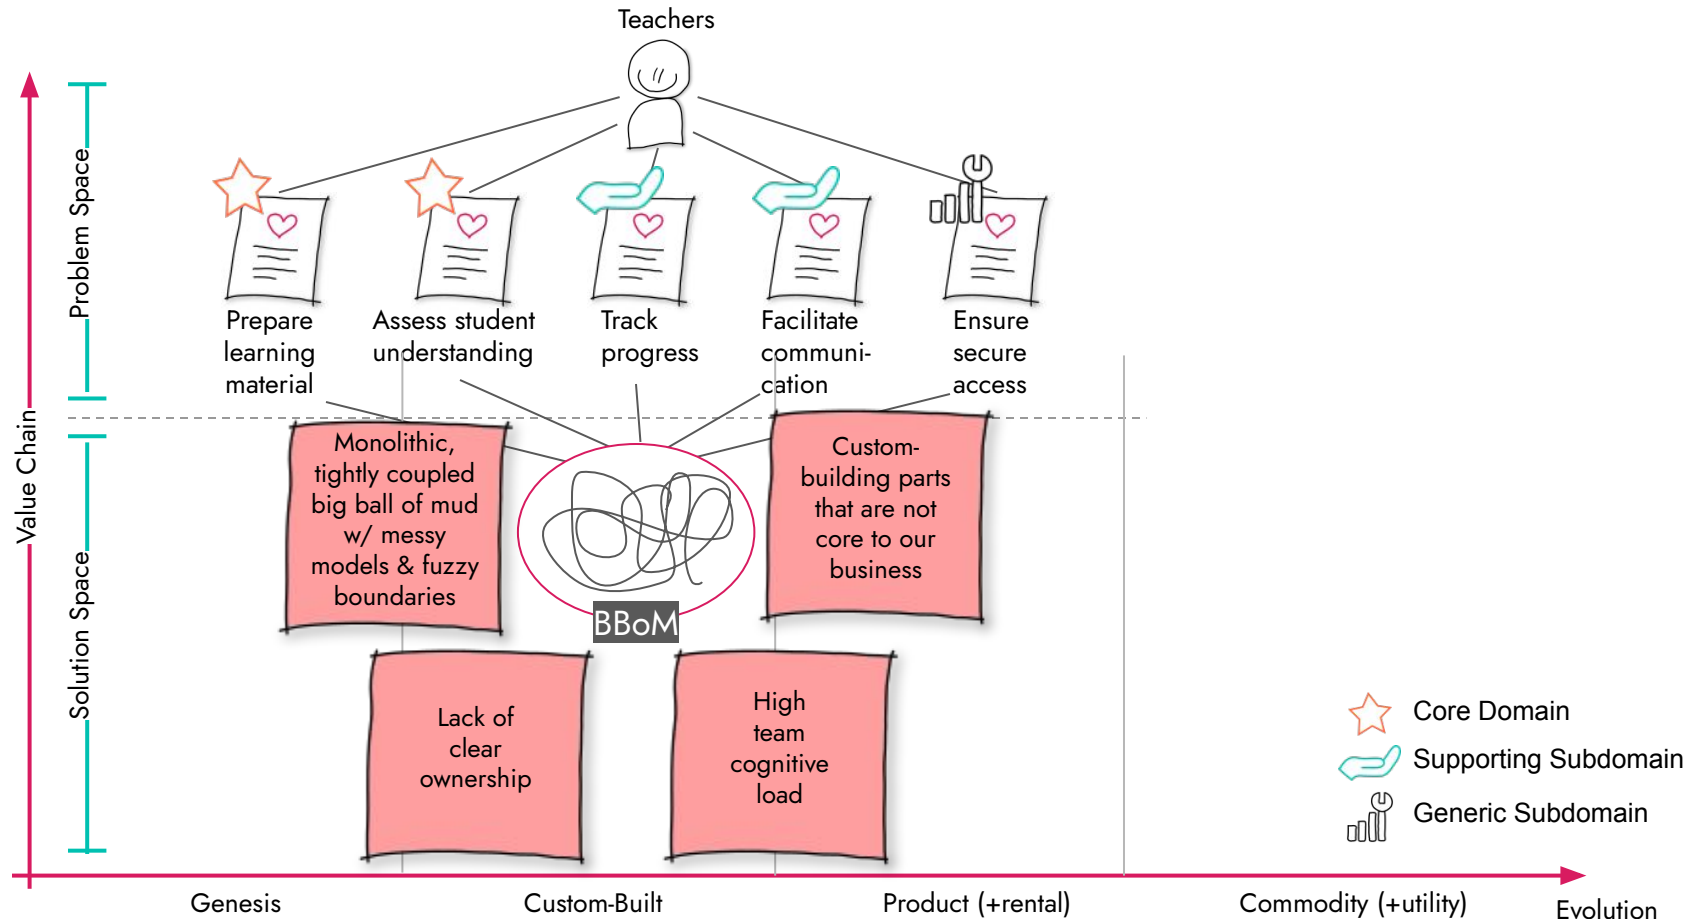 Teachers
Value Chain
Problem Space
Solution Space
Prepare
learning
material
Assess student
understanding
Track
progress
Facilitate
communi-
cation
Ensure
secure
access
Monolithic,
tightly coupled
big ball of mud
w/ messy
models & fuzzy
boundaries
BBoM
Custom-
building parts
that are not
core to our
business
Lack of
clear
ownership
High
team
cognitive
load
Core Domain
Supporting Subdomain
Generic Subdomain
Genesis
Custom-Built
Product (+rental)
Commodity (+utility)
Evolution